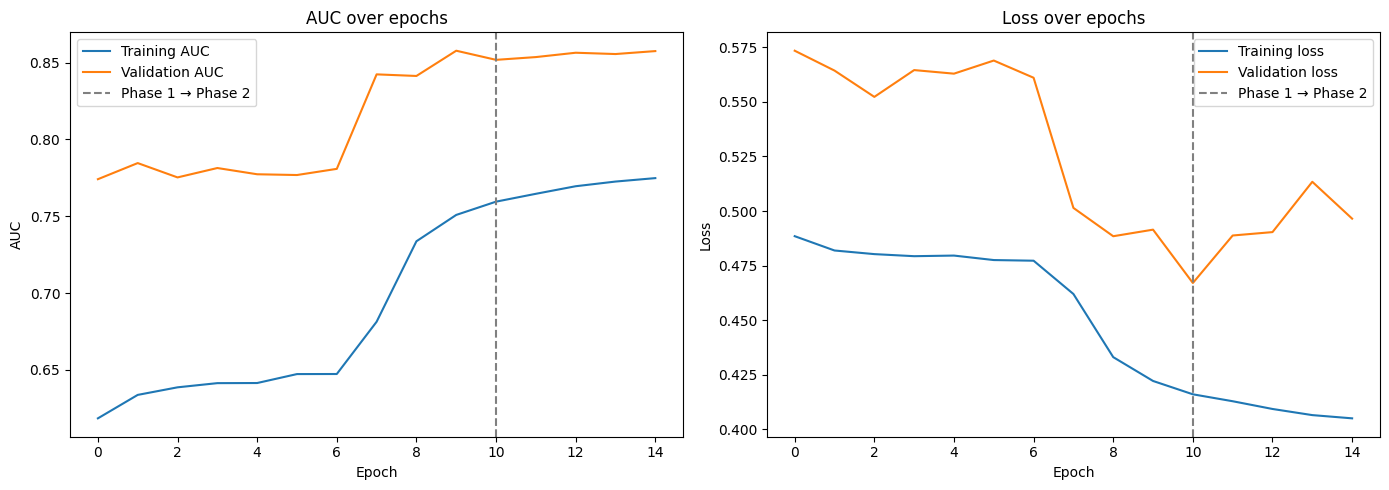 AUC over epochs
Training AUC
Validation AUC
Phase 1 → Phase 2
0.85
0.80
0.75
0.70
0.65
AUC
0 2 4 6 8 10 12 14
Epoch
Loss over epochs
Training loss
Validation loss
Phase 1 → Phase 2
0.575
0.550
0.525
0.500
0.475
0.450
0.425
0.400
Loss
0 2 4 6 8 10 12 14
Epoch